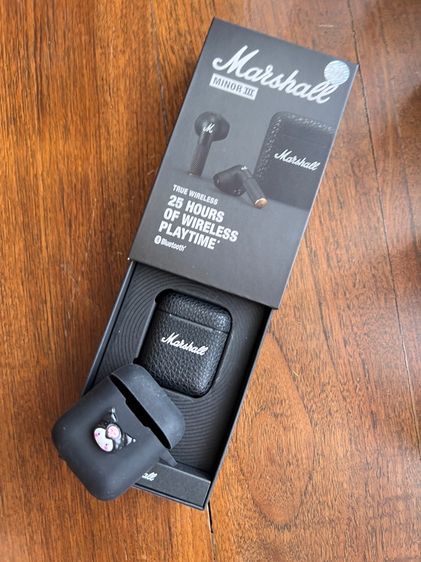 Marshall
MINOR III
M
Marshall
TRUE WIRELESS
25 HOURS
OF WIRELESS
PLAYTIME*
Bluetooth®
Marshall